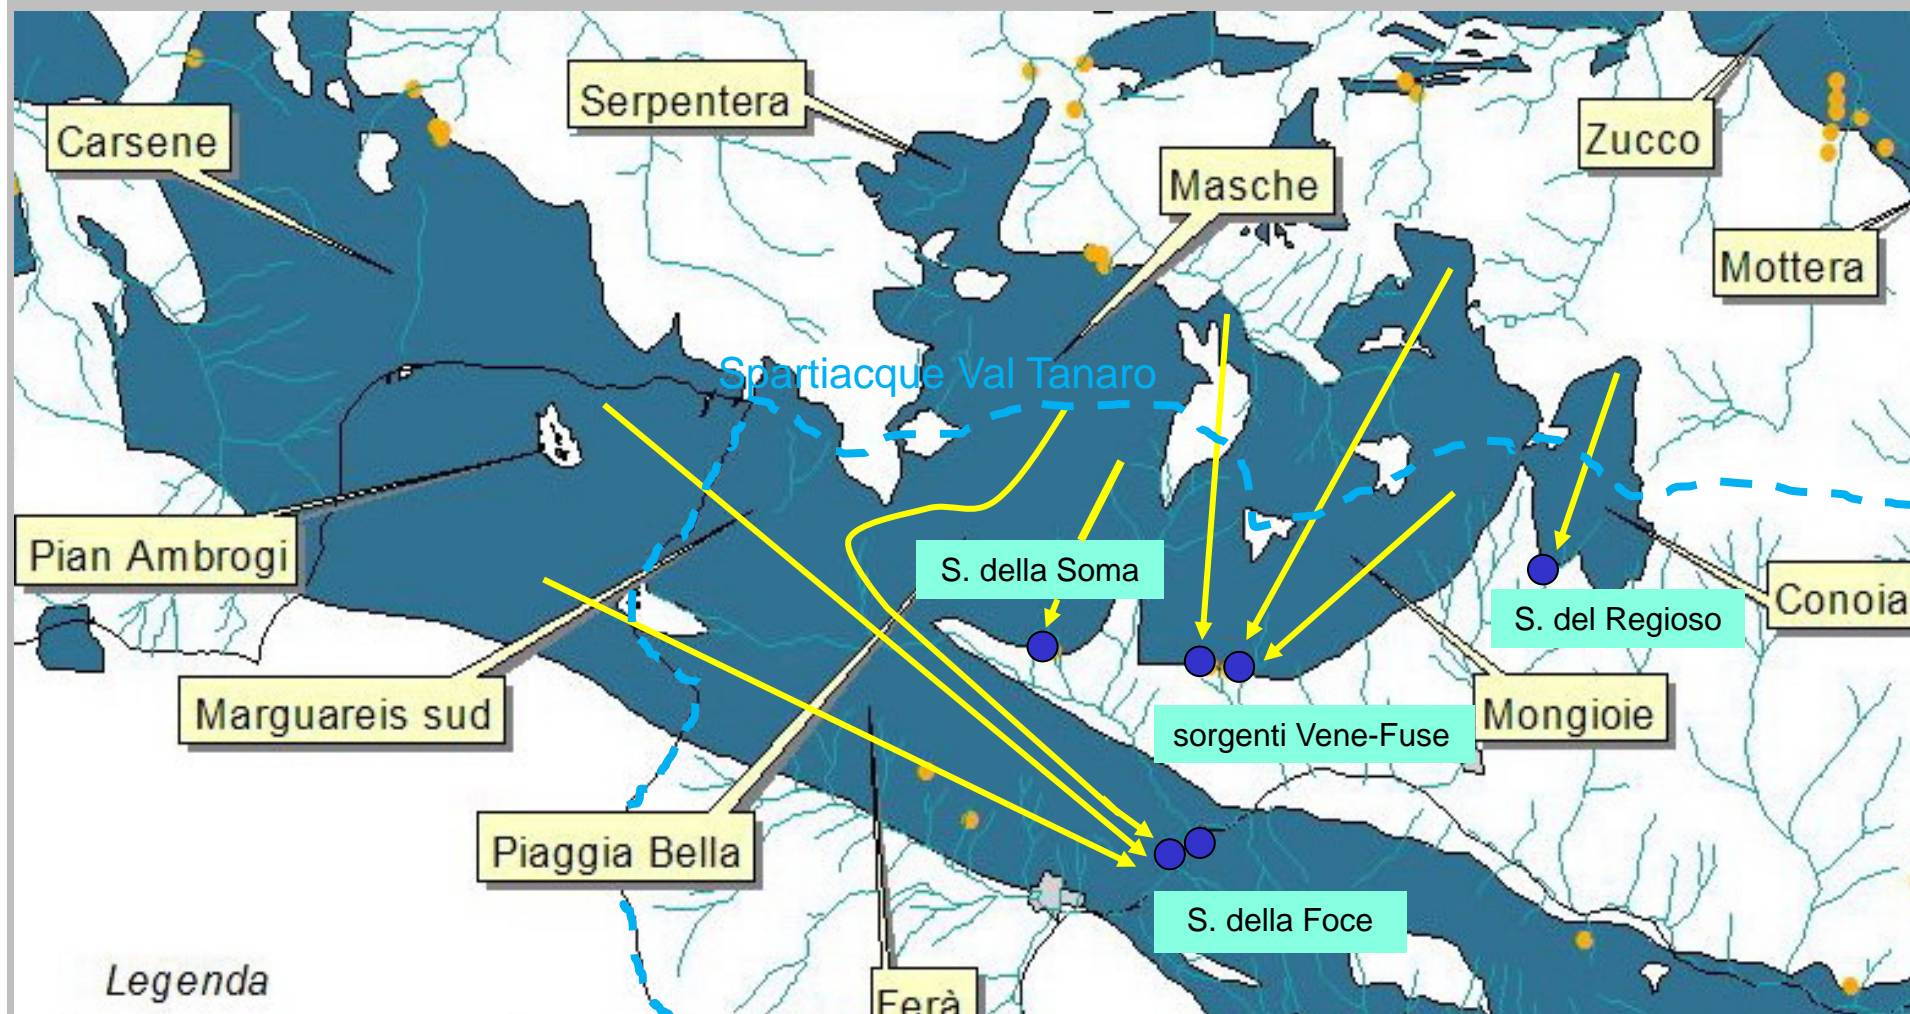 Serpentera
Carsene
Zucco
Masche
Mottera
Spartiacque Val Tanaro
Pian Ambrogi
S. della Soma
Conoia
S. del Regioso
Marguareis sud
Mongioie
sorgenti Vene-Fuse
Piaggia Bella
S. della Foce
Legenda
Ferà